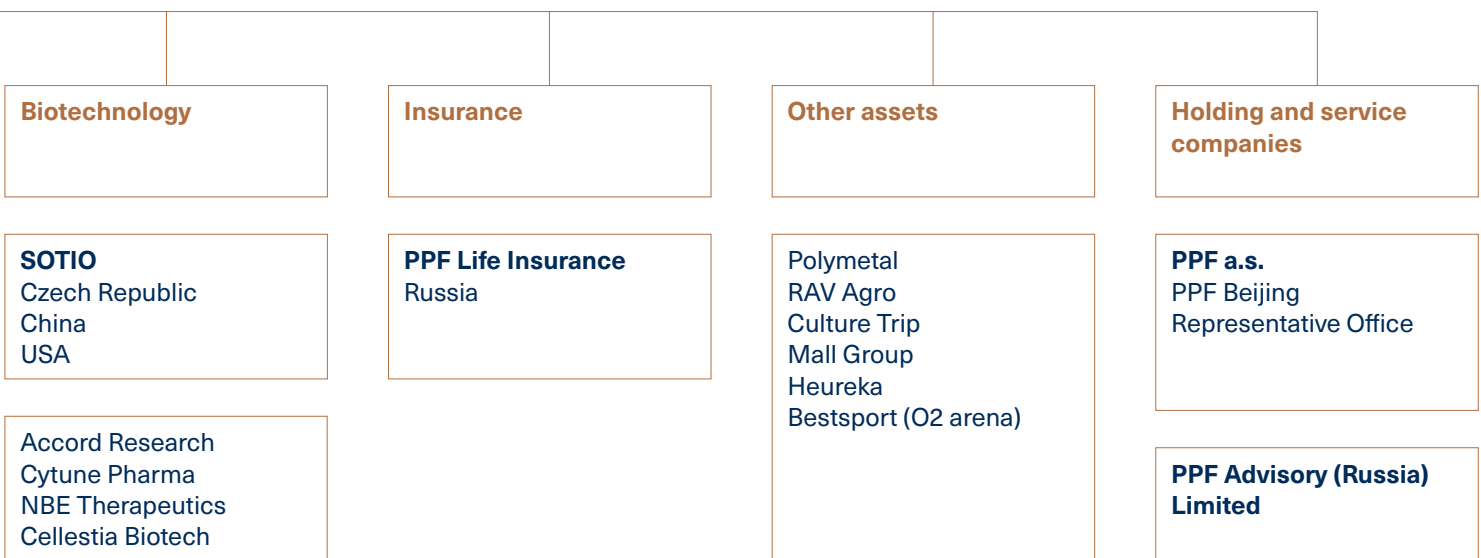 Biotechnology
SOTIO
Czech Republic
China
USA
Accord Research
Cytune Pharma
NBE Therapeutics
Cellestia Biotech
Insurance
PPF Life Insurance
Russia
Other assets
Polymetal
RAV Agro
Culture Trip
Mall Group
Heureka
Bestsport (O2 arena)
Holding and service
companies
PPF a.s.
PPF Beijing
Representative Office
PPF Advisory (Russia)
Limited